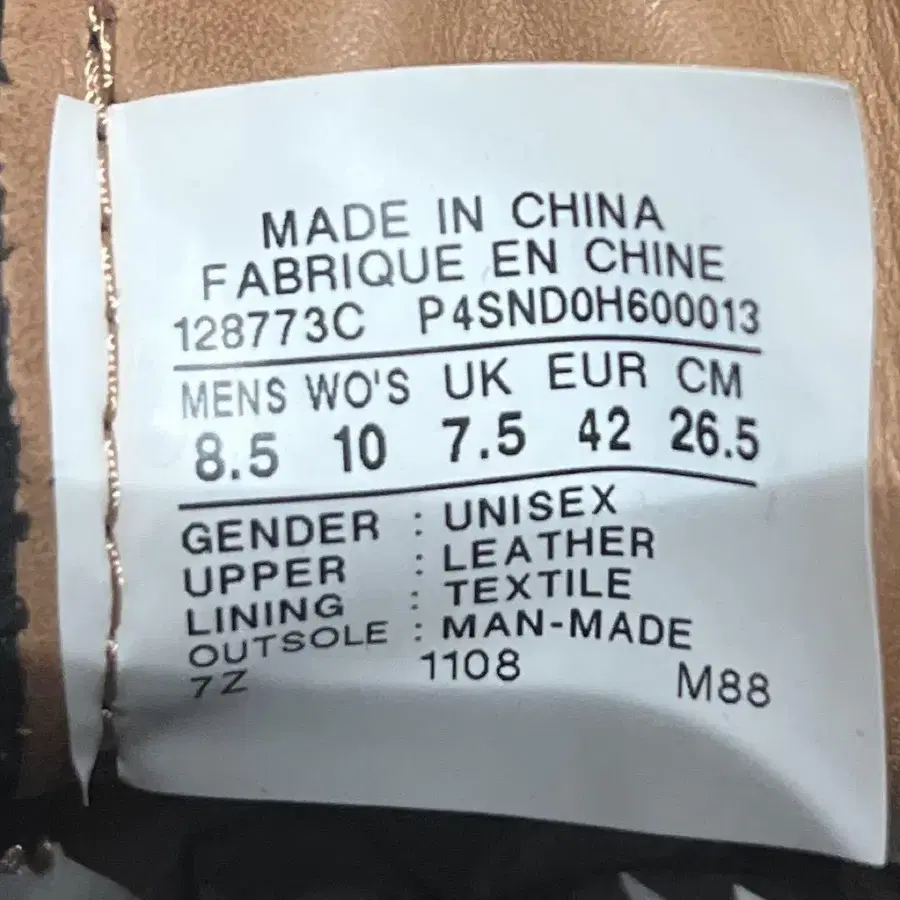 MADE IN CHINA
FABRIQUE EN CHINE
128773C P4SND0H600013
MENS WO'S UK EUR CM
8.5 10 7.5 42 26.5
GENDER : UNISEX
UPPER : LEATHER
LINING : TEXTILE
OUTSOLE : MAN-MADE
7Z 1108 M88